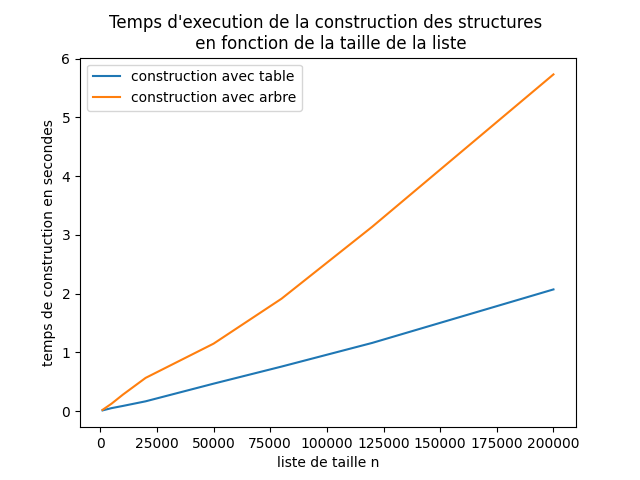 Temps d'execution de la construction des structures
en fonction de la taille de la liste
construction avec table
construction avec arbre
temps de construction en secondes
6
5
4
3
2
1
0
0 25000 50000 75000 100000 125000 150000 175000 200000
liste de taille n